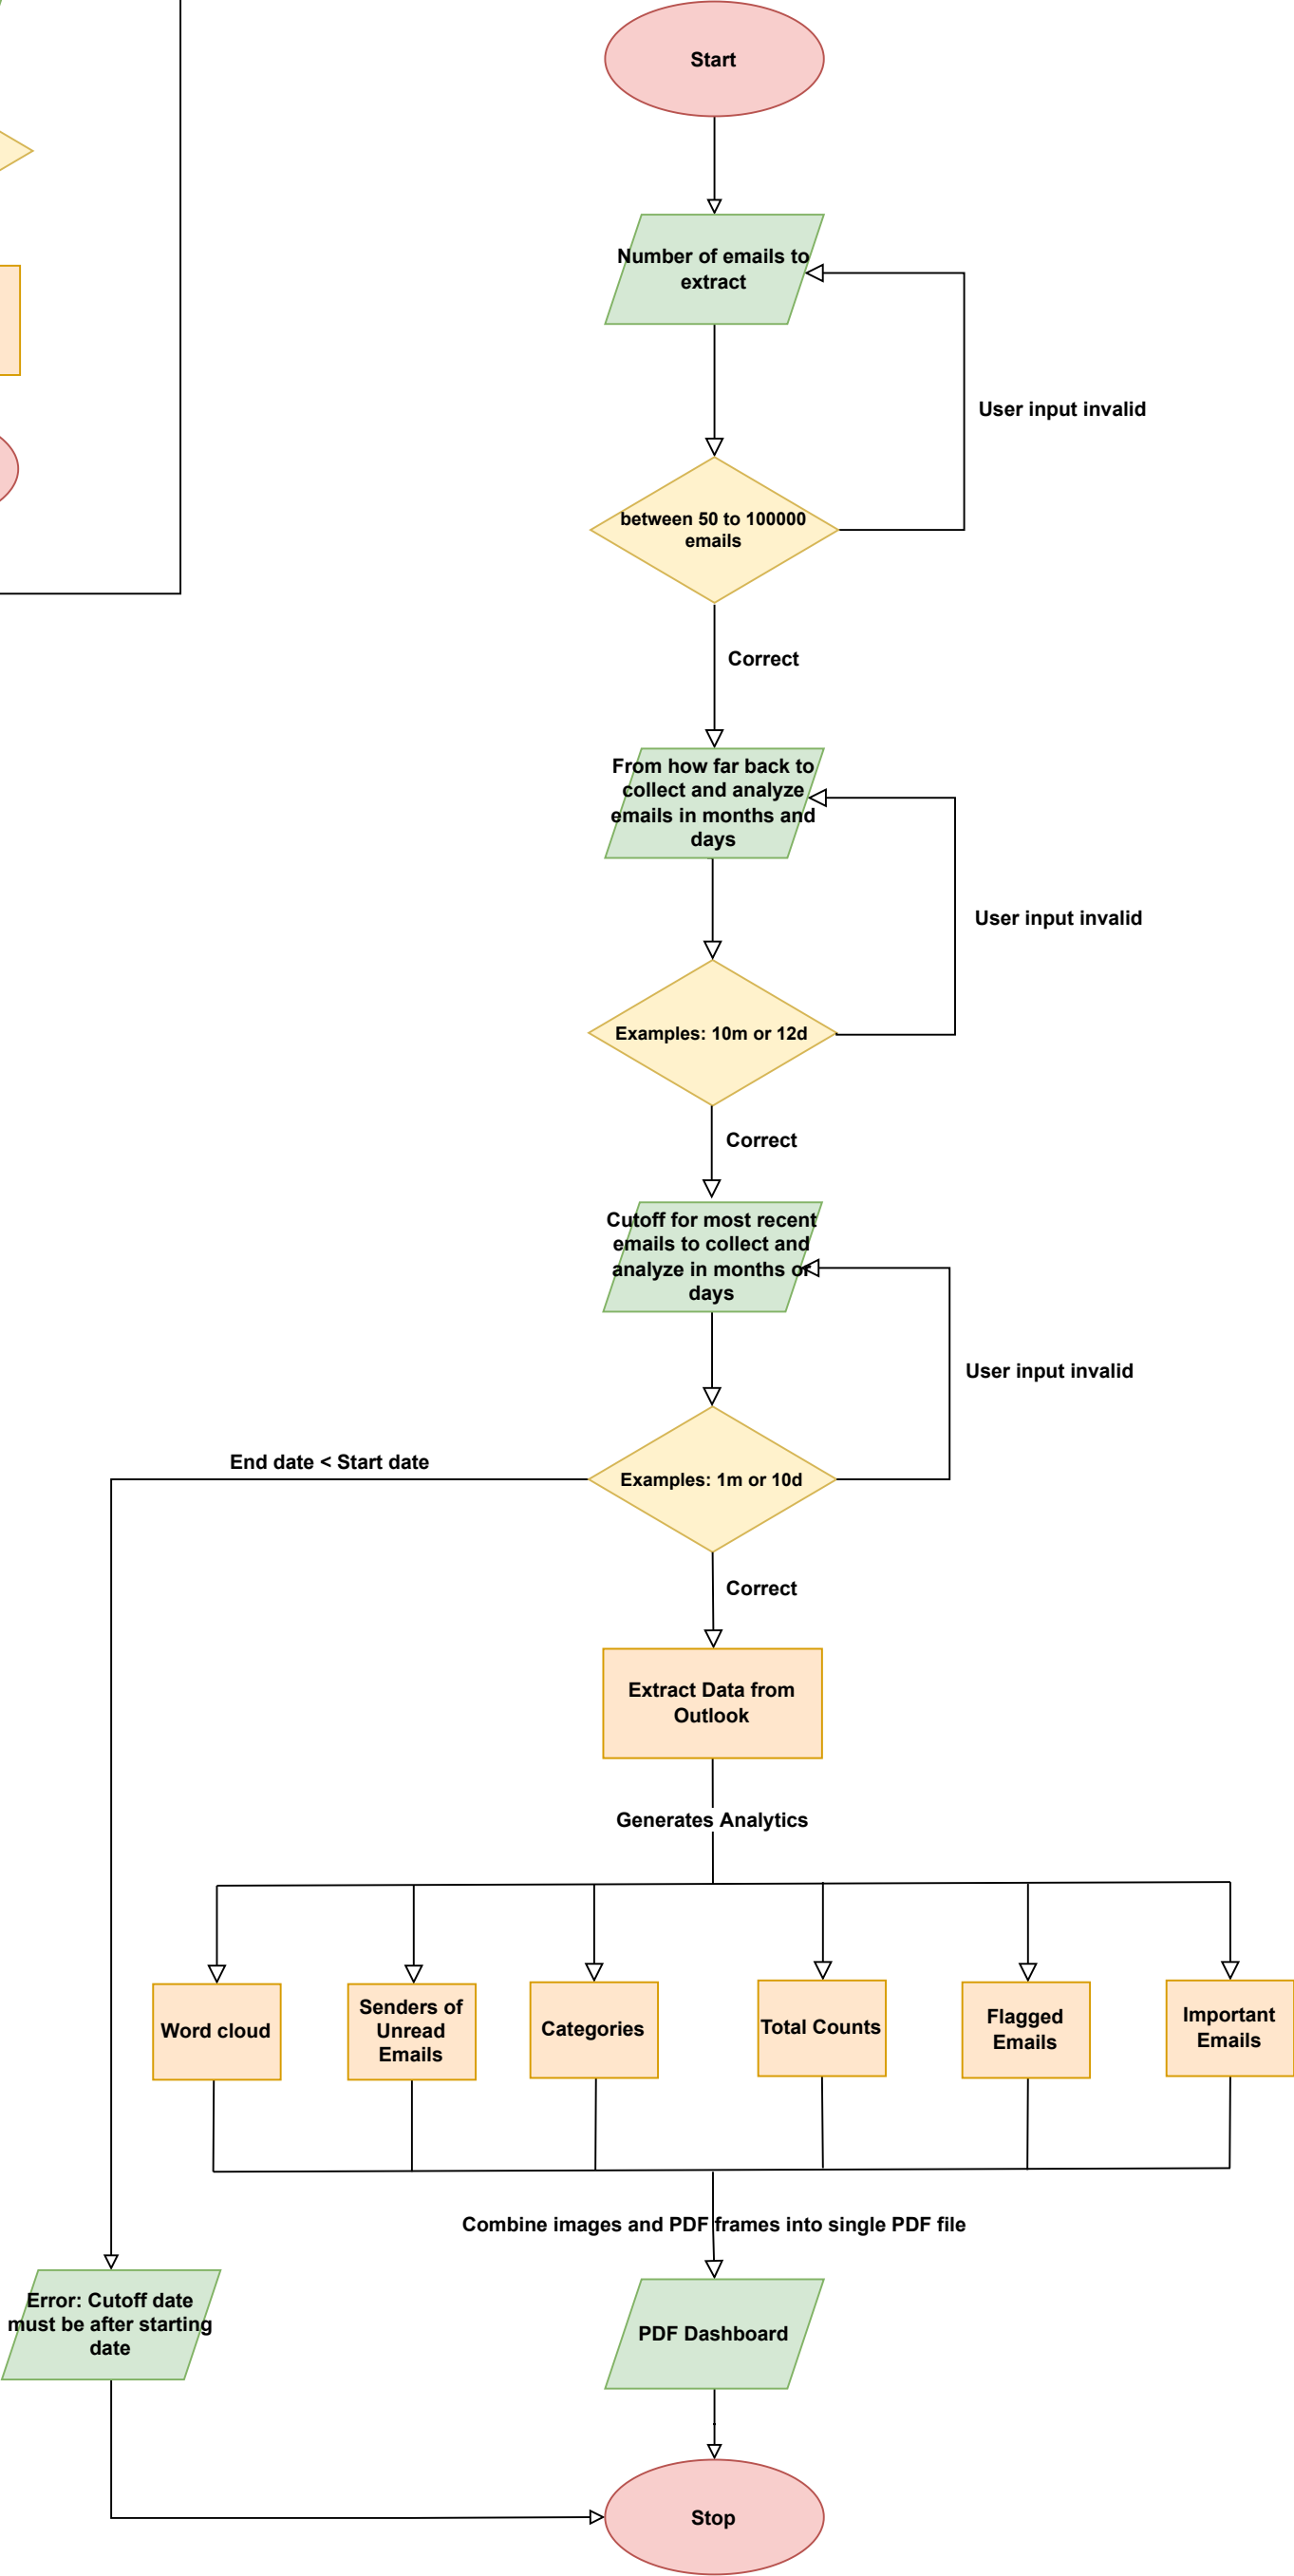 Start
Number of emails to
extract
User input invalid
between 50 to 100000
emails
Correct
From how far back to
collect and analyze
emails in months and
days
User input invalid
Examples: 10m or 12d
Correct
Cutoff for most recent
emails to collect and
analyze in months or
days
User input invalid
End date < Start date
Examples: 1m or 10d
Correct
Extract Data from
Outlook
Generates Analytics
Word cloud
Senders of
Unread
Emails
Categories
Total Counts
Flagged
Emails
Important
Emails
Combine images and PDF frames into single PDF file
Error: Cutoff date
must be after starting
date
PDF Dashboard
Stop